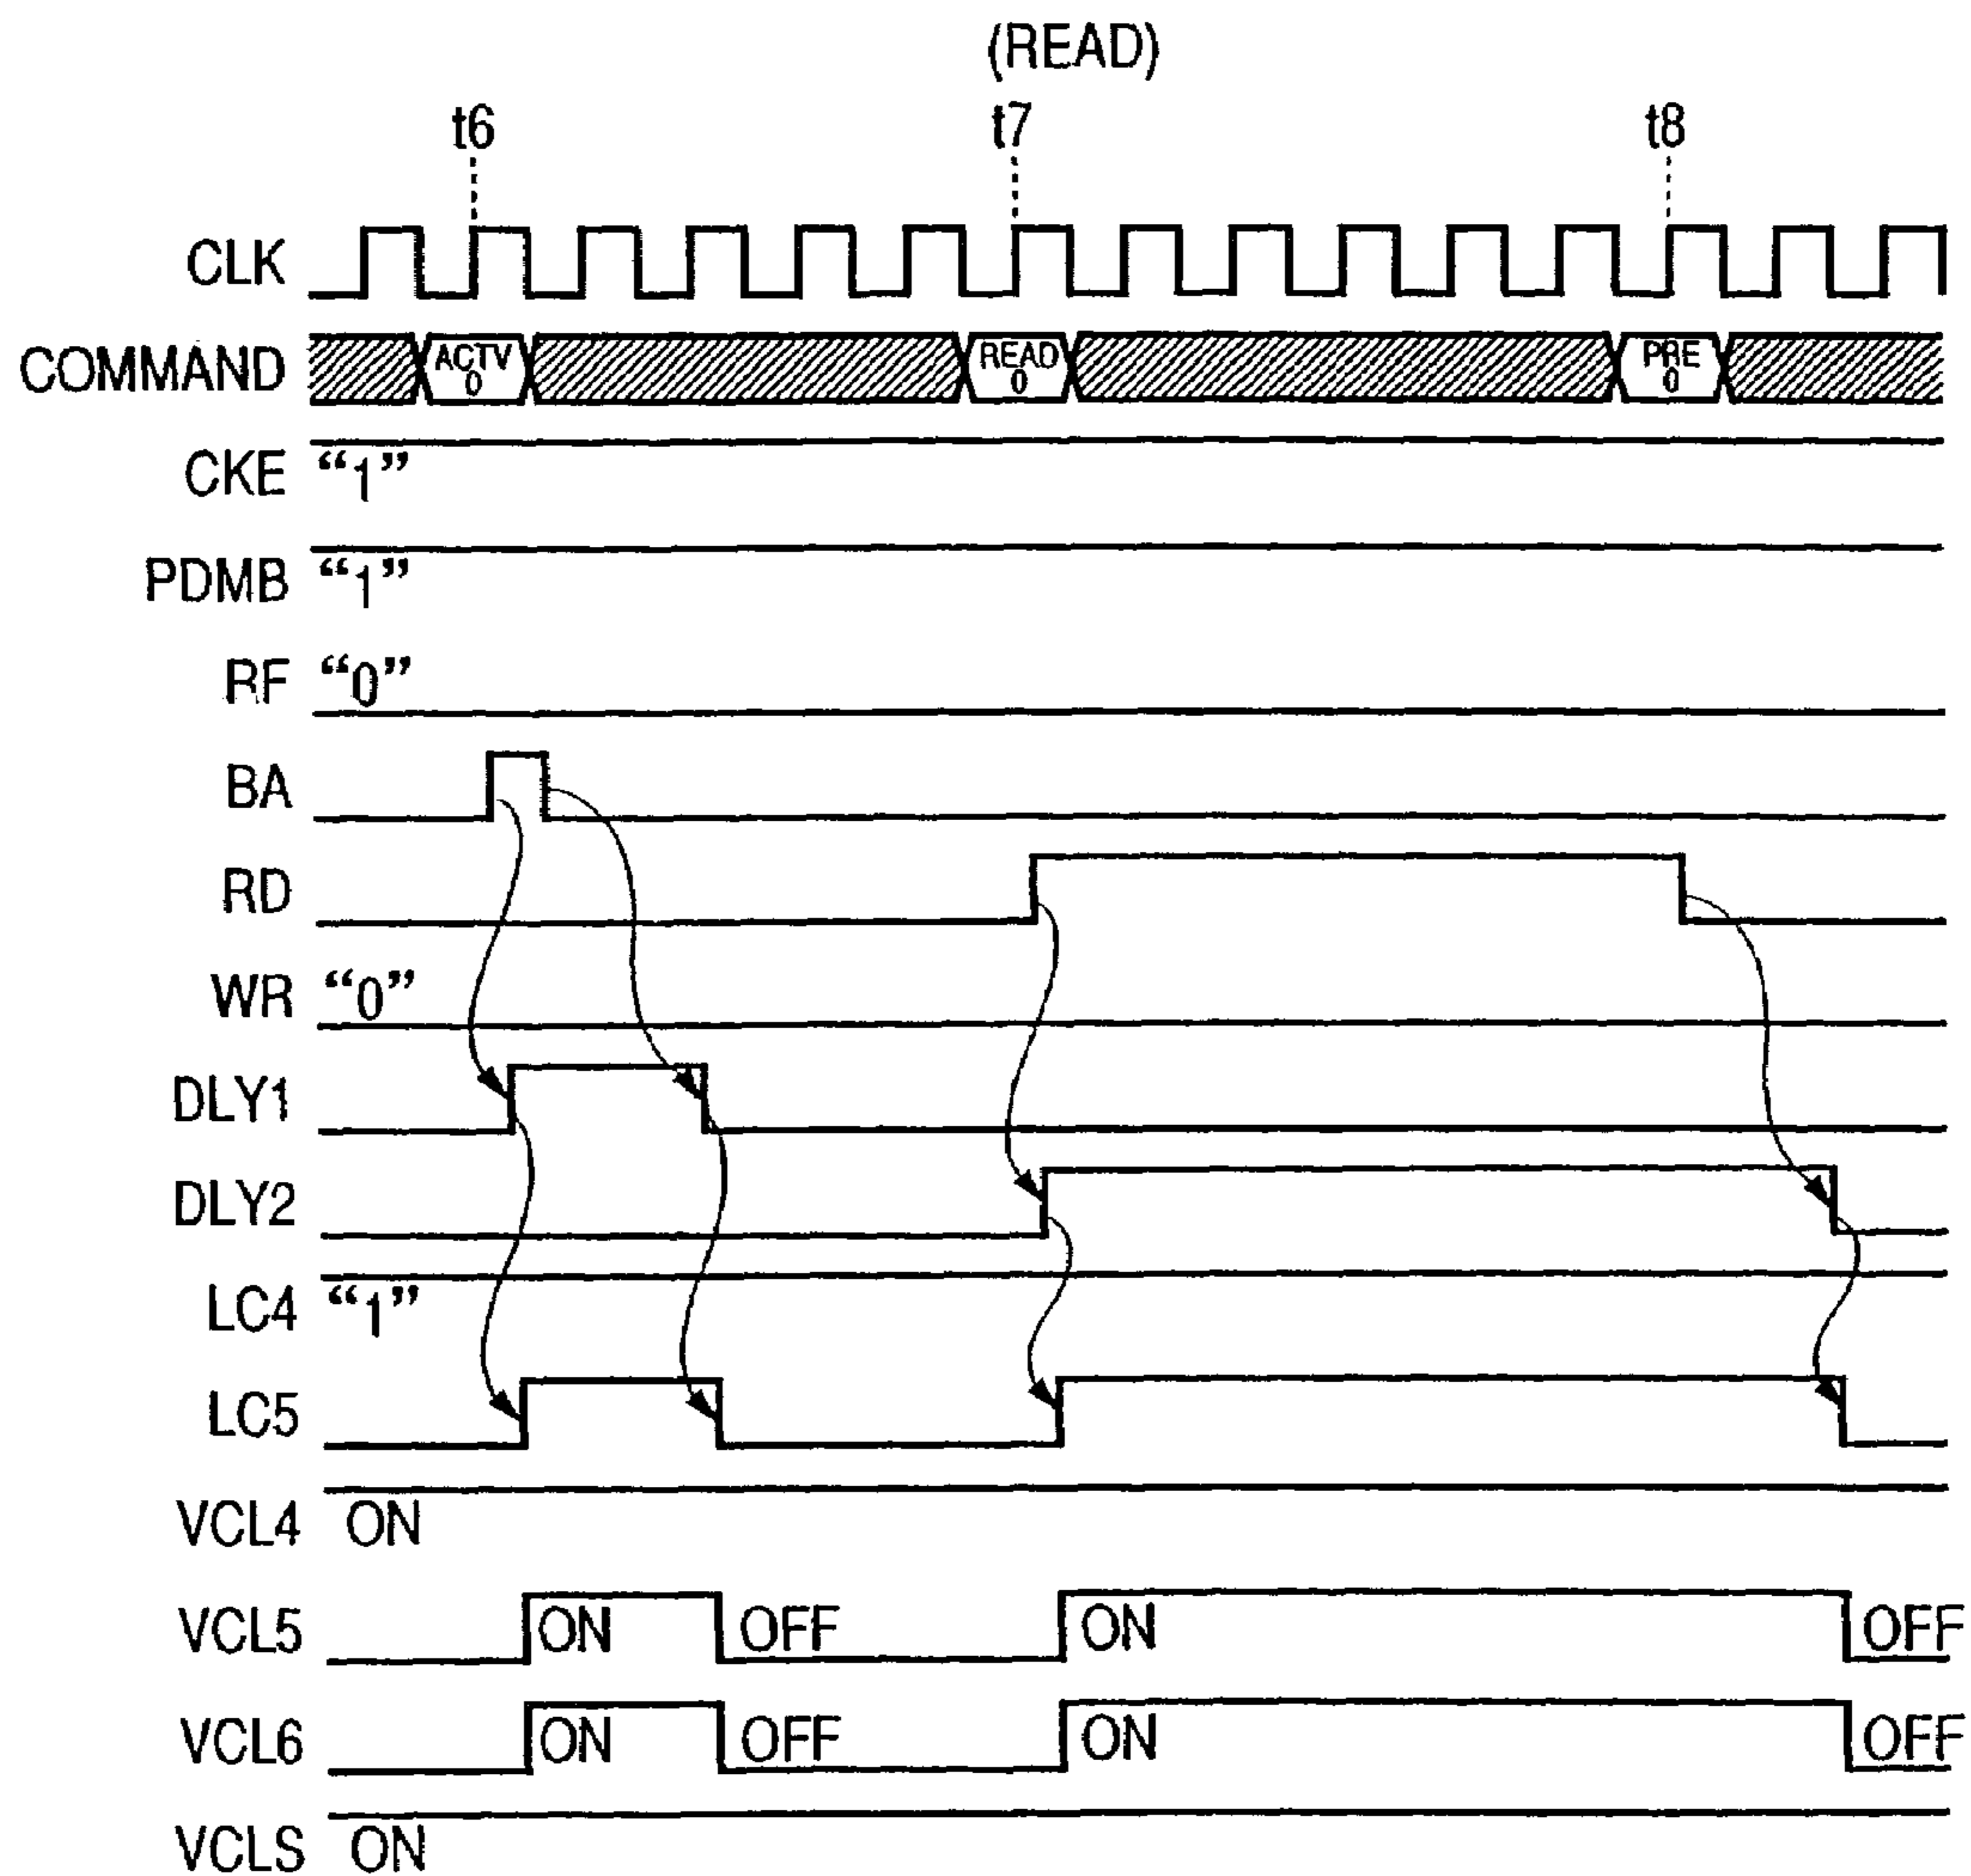 (READ)
t6 t7 t8
CLK
COMMAND ACTV 0 READ 0 PRE 0
CKE “1”
PDMB “1”
RF “0”
BA
RD
WR “0”
DLY1
DLY2
LC4 “1”
LC5
VCL4 ON
VCL5 ON OFF ON OFF
VCL6 ON OFF ON OFF
VCLS ON